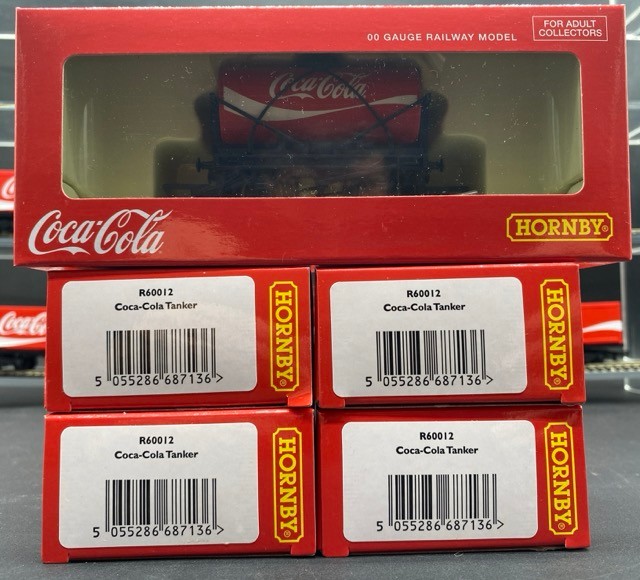 FOR ADULT
COLLECTORS
00 GAUGE RAILWAY MODEL
Coca-Cola
Coca-Cola
HORNBY®
R60012
Coca-Cola Tanker
5 055286 687136>
HORNBY®
R60012
Coca-Cola Tanker
5 055286 687136>
HORNBY®
R60012
Coca-Cola Tanker
5 055286 687136>
HORNBY®
R60012
Coca-Cola Tanker
5 055286 687136>
HORNBY®